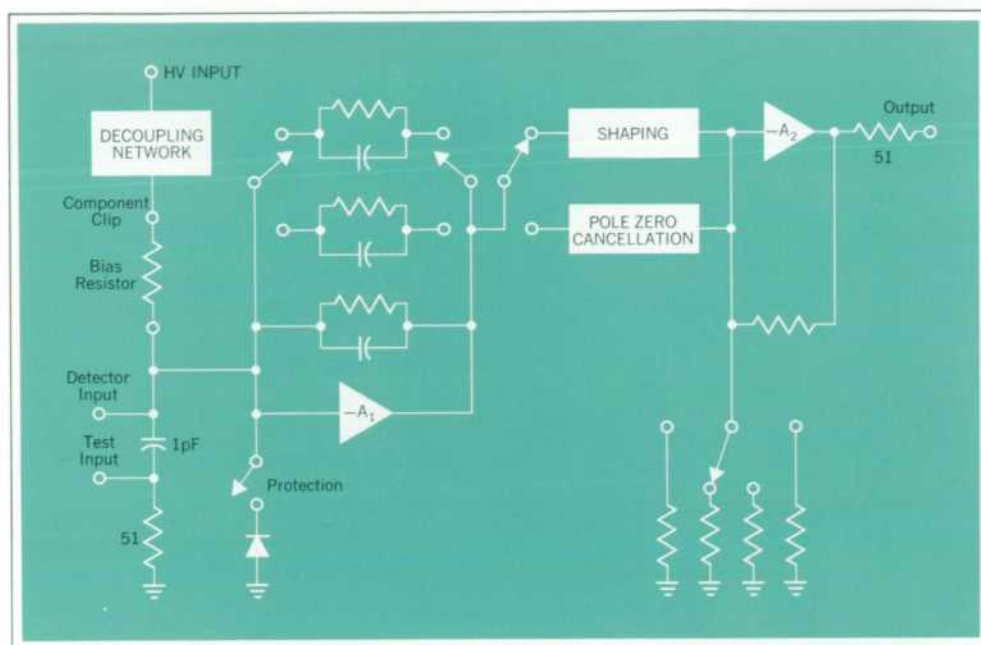 HV INPUT
DECOUPLING
NETWORK
Component
Clip
Bias
Resistor
Detector
Input
Test
Input
1pF
51
Protection
−A₁
SHAPING
POLE ZERO
CANCELLATION
−A₂
Output
51